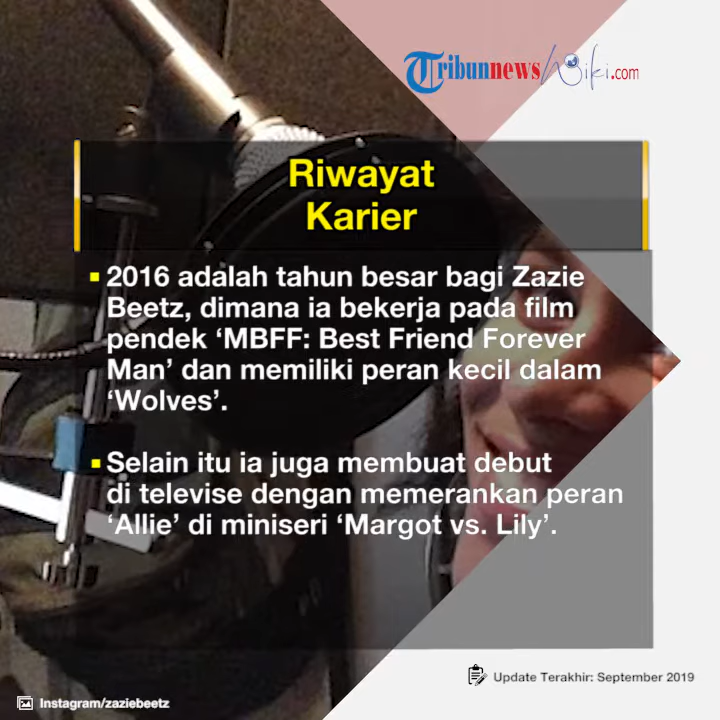 TribunnewsWiki.com
Riwayat
Karier
2016 adalah tahun besar bagi Zazie
Beetz, dimana ia bekerja pada film
pendek ‘MBFF: Best Friend Forever
Man’ dan memiliki peran kecil dalam
‘Wolves’.
Selain itu ia juga membuat debut
di televise dengan memerankan peran
‘Allie’ di miniseri ‘Margot vs. Lily’.
Update Terakhir: September 2019
Instagram/zaziebeetz